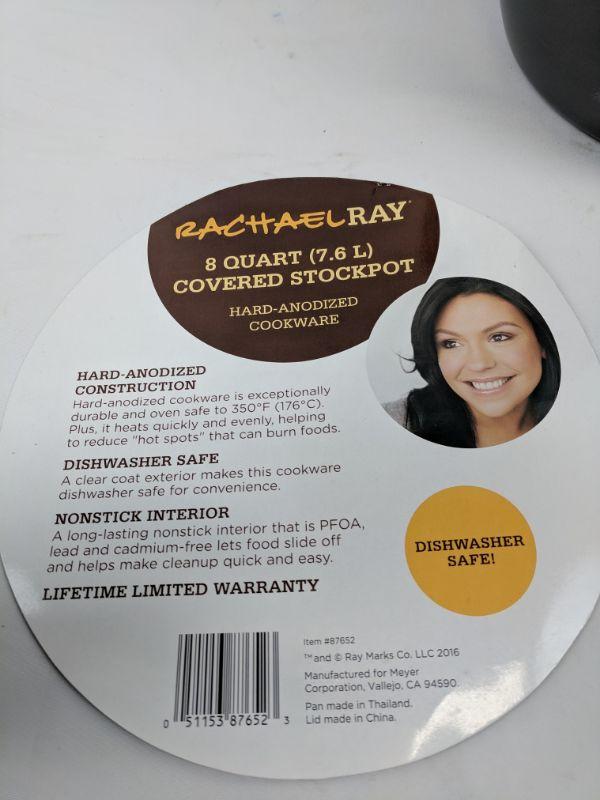 RACHAEL RAY
8 QUART (7.6 L)
COVERED STOCKPOT
HARD-ANODIZED
COOKWARE
HARD-ANODIZED
CONSTRUCTION
Hard-anodized cookware is exceptionally
durable and oven safe to 350°F (176°C).
Plus, it heats quickly and evenly, helping
to reduce "hot spots" that can burn foods.
DISHWASHER SAFE
A clear coat exterior makes this cookware
dishwasher safe for convenience.
NONSTICK INTERIOR
A long-lasting nonstick interior that is PFOA,
lead and cadmium-free lets food slide off
and helps make cleanup quick and easy.
LIFETIME LIMITED WARRANTY
DISHWASHER
SAFE!
Item #87652
™ and © Ray Marks Co. LLC 2016
Manufactured for Meyer
Corporation, Vallejo, CA 94590.
Pan made in Thailand.
Lid made in China.
0 51153 87652 3